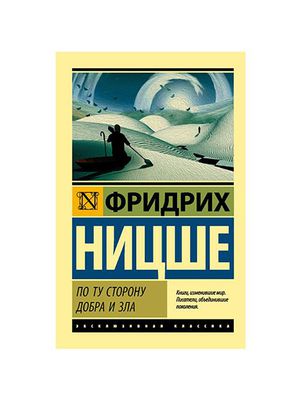 ФРИДРИХ
НИЦШЕ
ПО ТУ СТОРОНУ
ДОБРА И ЗЛА
Книги, изменившие мир.
Писатели, объединившие
поколения.
ЭКСКЛЮЗИВНАЯ КЛАССИКА